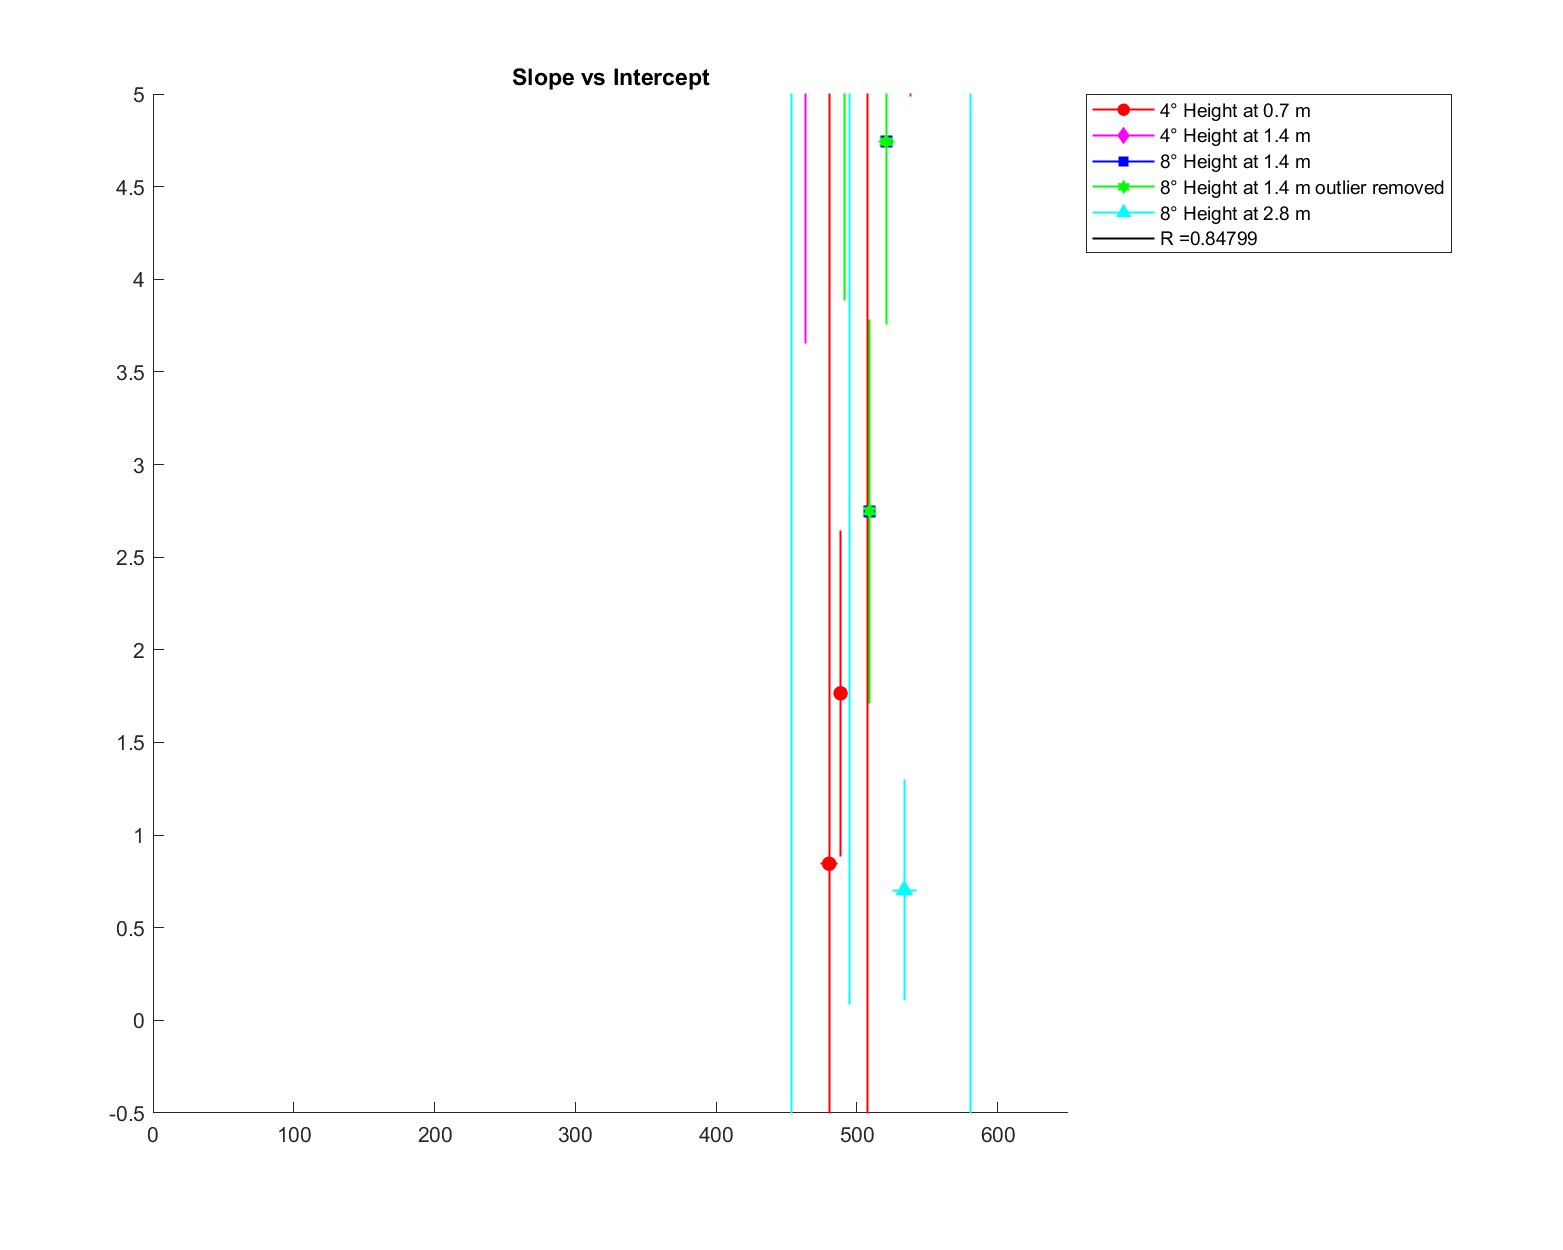 Slope vs Intercept
5
4.5
4
3.5
3
2.5
2
1.5
1
0.5
0
-0.5
0 100 200 300 400 500 600
4° Height at 0.7 m
4° Height at 1.4 m
8° Height at 1.4 m
8° Height at 1.4 m outlier removed
8° Height at 2.8 m
R =0.84799